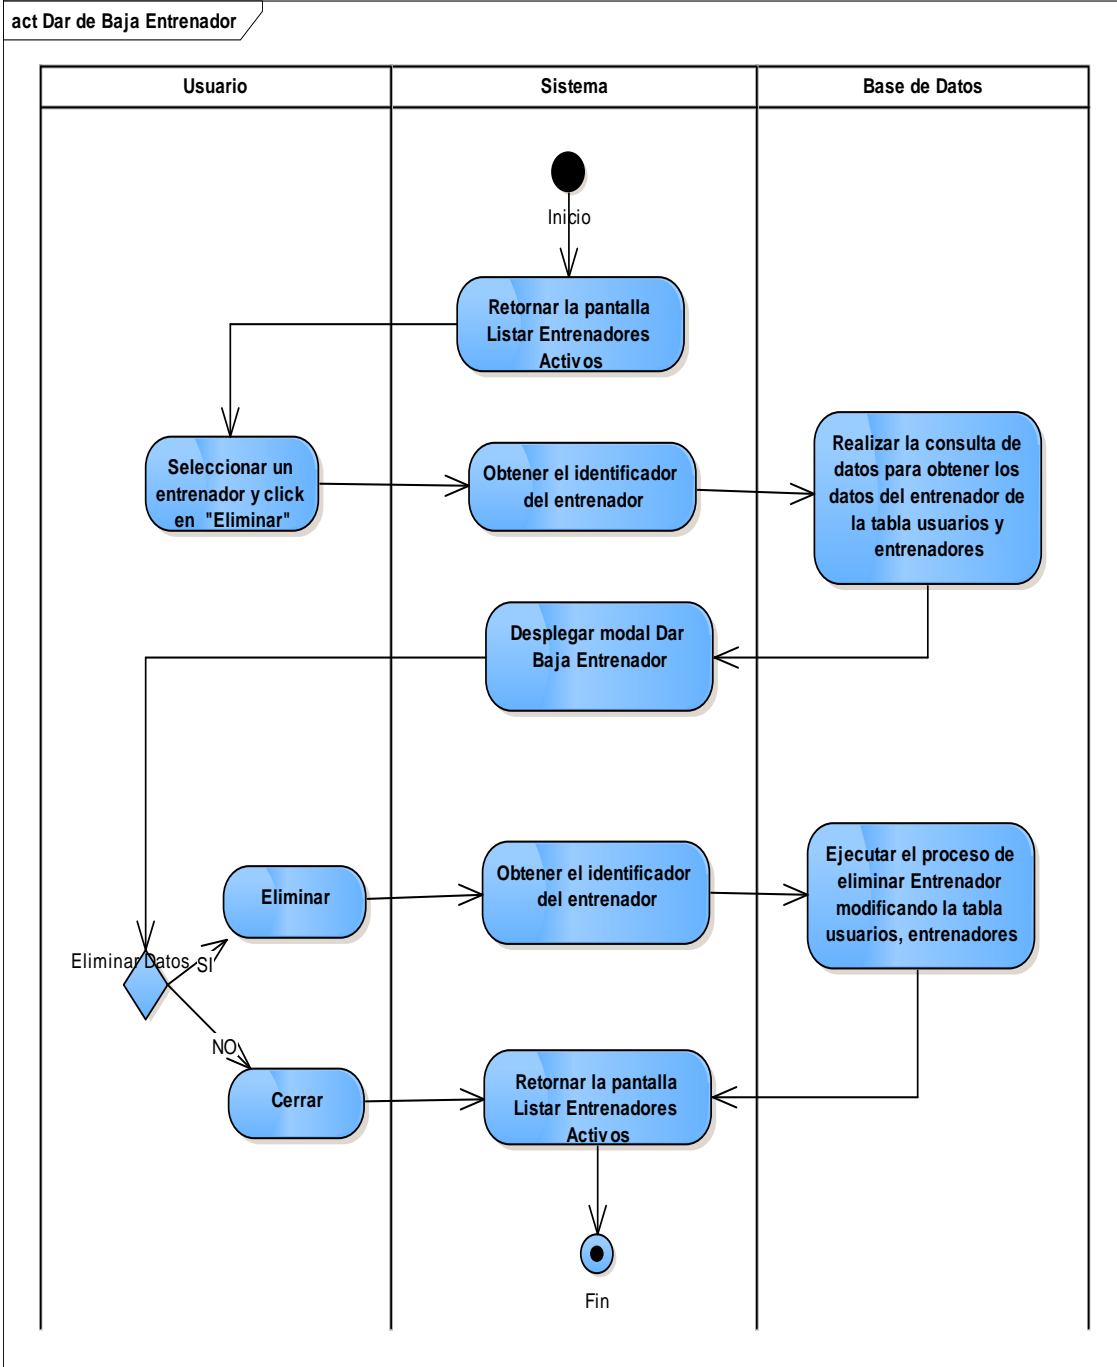 act Dar de Baja Entrenador
Usuario
Sistema
Base de Datos
Inicio
Retornar la pantalla
Listar Entrenadores
Activos
Seleccionar un
entrenador y click
en "Eliminar"
Obtener el identificador
del entrenador
Realizar la consulta de
datos para obtener los
datos del entrenador de
la tabla usuarios y
entrenadores
Desplegar modal Dar
Baja Entrenador
Eliminar Datos
SI
Eliminar
Obtener el identificador
del entrenador
Ejecutar el proceso de
eliminar Entrenador
modificando la tabla
usuarios, entrenadores
NO
Cerrar
Retornar la pantalla
Listar Entrenadores
Activos
Fin